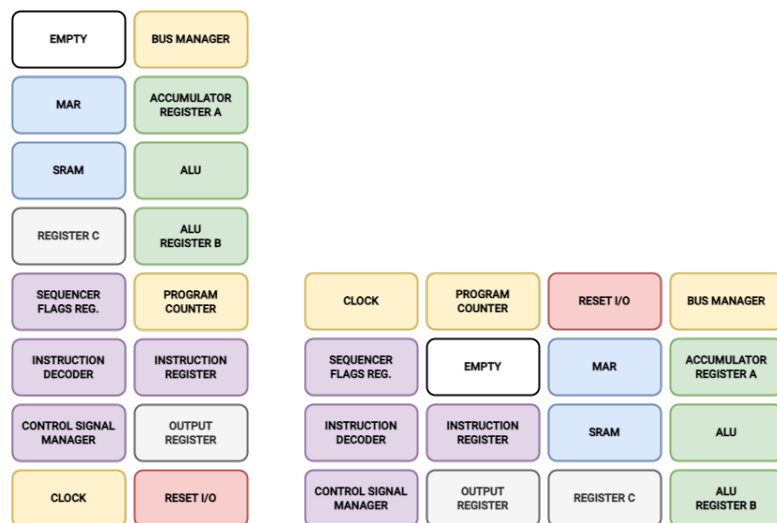 EMPTY
BUS MANAGER
MAR
ACCUMULATOR
REGISTER A
SRAM
ALU
REGISTER C
ALU
REGISTER B
SEQUENCER
FLAGS REG.
PROGRAM
COUNTER
INSTRUCTION
DECODER
INSTRUCTION
REGISTER
CONTROL SIGNAL
MANAGER
OUTPUT
REGISTER
CLOCK
RESET I/O
CLOCK
PROGRAM
COUNTER
RESET I/O
BUS MANAGER
SEQUENCER
FLAGS REG.
EMPTY
MAR
ACCUMULATOR
REGISTER A
INSTRUCTION
DECODER
INSTRUCTION
REGISTER
SRAM
ALU
CONTROL SIGNAL
MANAGER
OUTPUT
REGISTER
REGISTER C
ALU
REGISTER B